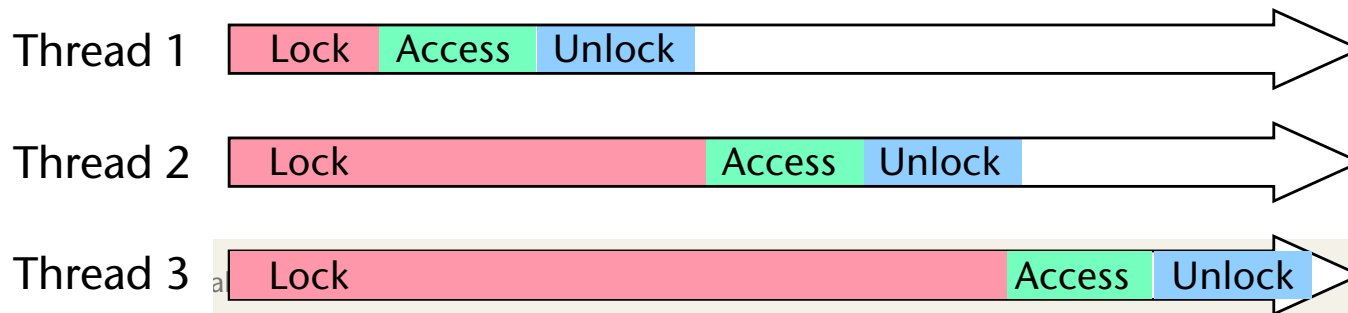 Thread 1 Lock Access Unlock
Thread 2 Lock Access Unlock
Thread 3 Lock Access Unlock